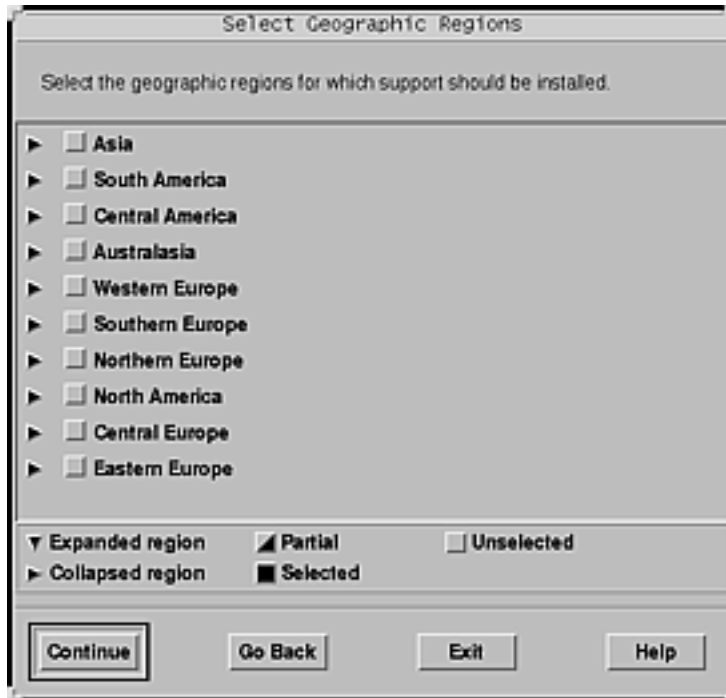 Select Geographic Regions
Select the geographic regions for which support should be installed.
Asia
South America
Central America
Australasia
Western Europe
Southern Europe
Northern Europe
North America
Central Europe
Eastern Europe
Expanded region Partial Unselected
Collapsed region Selected
Continue Go Back Exit Help